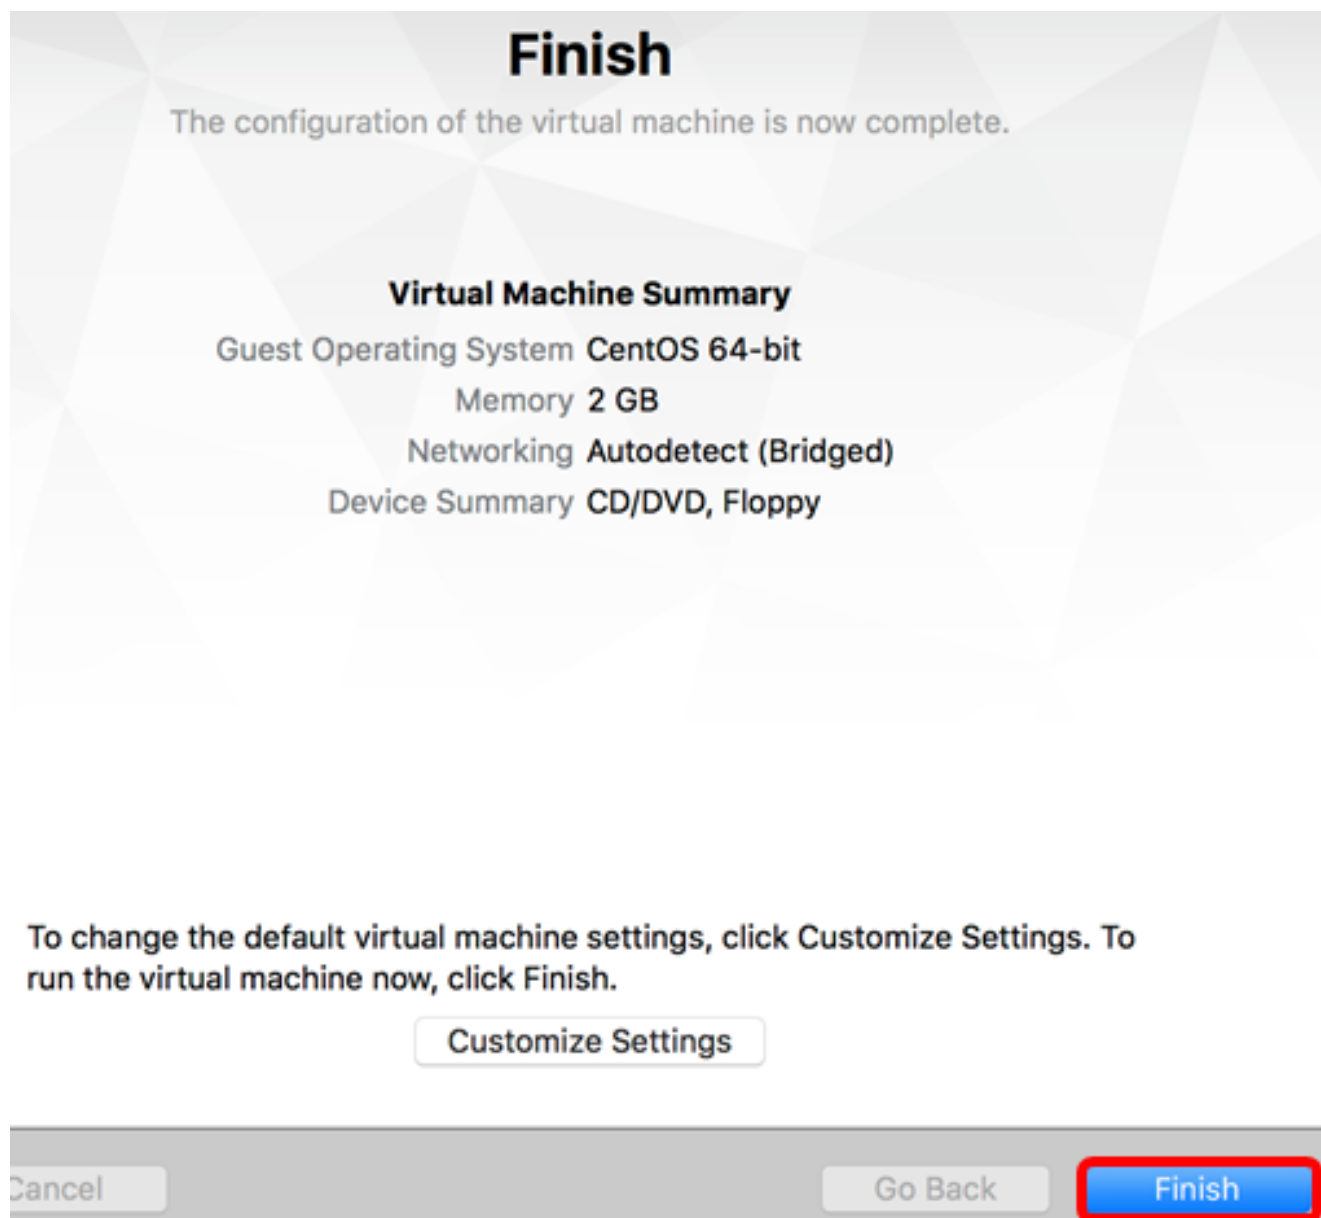 Finish
The configuration of the virtual machine is now complete.
Virtual Machine Summary
Guest Operating System CentOS 64-bit
Memory 2 GB
Networking Autodetect (Bridged)
Device Summary CD/DVD, Floppy
To change the default virtual machine settings, click Customize Settings. To
run the virtual machine now, click Finish.
Customize Settings
Cancel Go Back Finish